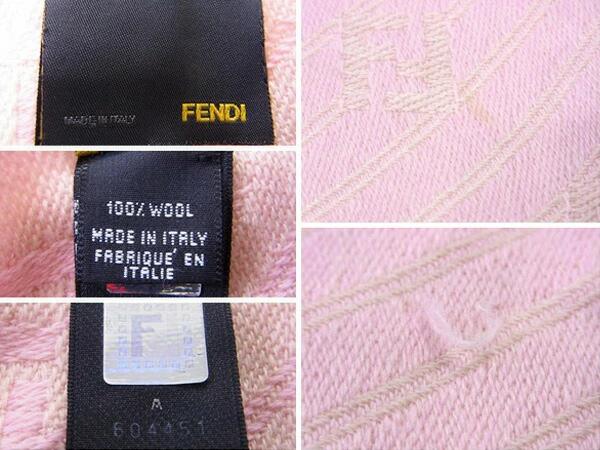 MADE IN ITALY
FENDI
100% WOOL
MADE IN ITALY
FABRIQUE' EN
ITALIE
A
604451